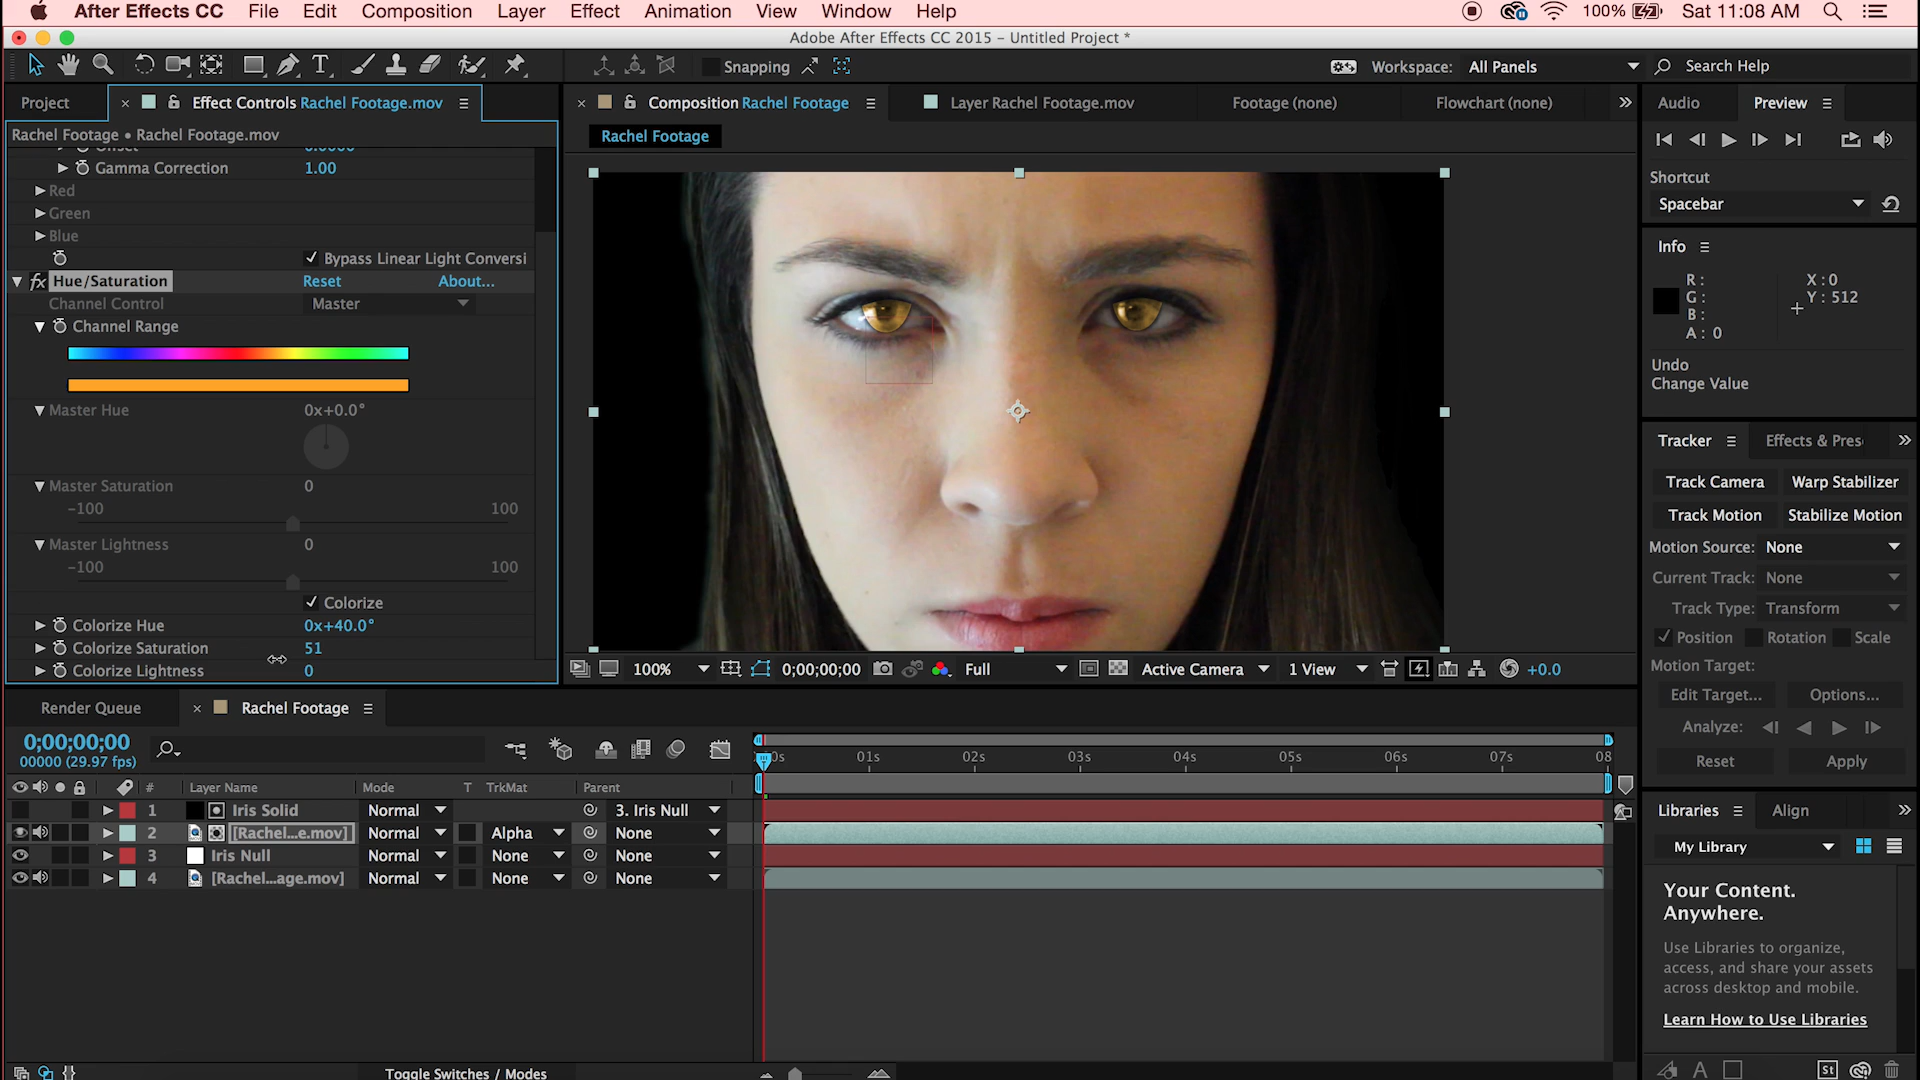 After Effects CC File Edit Composition Layer Effect Animation View Window Help 100% Sat 11:08 AM
Adobe After Effects CC 2015 - Untitled Project *
T Snapping Workspace: All Panels Search Help
Project × Effect Controls Rachel Footage.mov
× Composition Rachel Footage Layer Rachel Footage.mov Footage (none) Flowchart (none) »
Audio Preview
Rachel Footage • Rachel Footage.mov
Rachel Footage
Offset 0.0000
Gamma Correction 1.00
Red
Green
Blue
Bypass Linear Light Conversi
fx Hue/Saturation Reset About...
Channel Control Master
Channel Range
Master Hue 0x+0.0°
Master Saturation 0
-100 100
Master Lightness 0
-100 100
Colorize
Colorize Hue 0x+40.0°
Colorize Saturation 51
Colorize Lightness 0
100% 0;00;00;00 Full Active Camera 1 View +0.0
Shortcut
Spacebar
Info
R : X : 0
G : Y : 512
B :
A : 0
Undo
Change Value
Tracker Effects & Pres »
Track Camera Warp Stabilizer
Track Motion Stabilize Motion
Motion Source: None
Current Track: None
Track Type: Transform
Position Rotation Scale
Motion Target:
Edit Target... Options...
Analyze:
Reset Apply
Render Queue × Rachel Footage
0;00;00;00
00000 (29.97 fps)
00s 01s 02s 03s 04s 05s 06s 07s 08
# Layer Name Mode T TrkMat Parent
1 Iris Solid Normal 3. Iris Null
2 [Rachel...e.mov] Normal Alpha None
3 Iris Null Normal None None
4 [Rachel...age.mov] Normal None None
Toggle Switches / Modes
Libraries Align »
My Library
Your Content.
Anywhere.
Use Libraries to organize,
access, and share your assets
across desktop and mobile.
Learn How to Use Libraries
A St